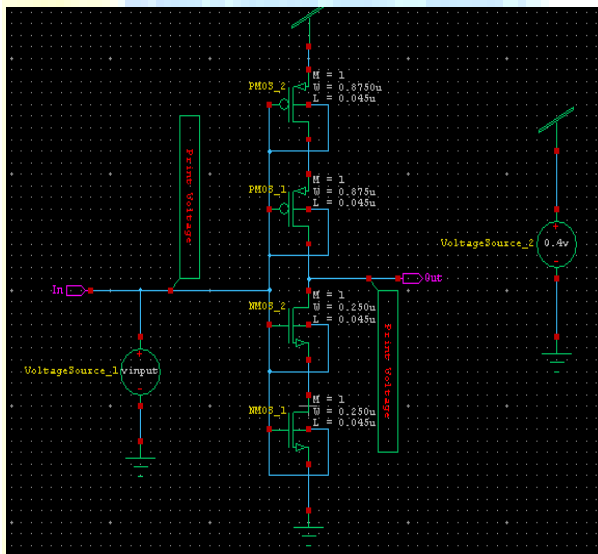 PMOS_2
M = 1
W = 0.8750u
L = 0.045u
Print Voltage
PMOS_1
M = 1
W = 0.875u
L = 0.045u
VoltageSource_2
0.4v
Out
In
NMOS_2
M = 1
W = 0.250u
L = 0.045u
Print Voltage
VoltageSource_1
vinput
NMOS_1
M = 1
W = 0.250u
L = 0.045u